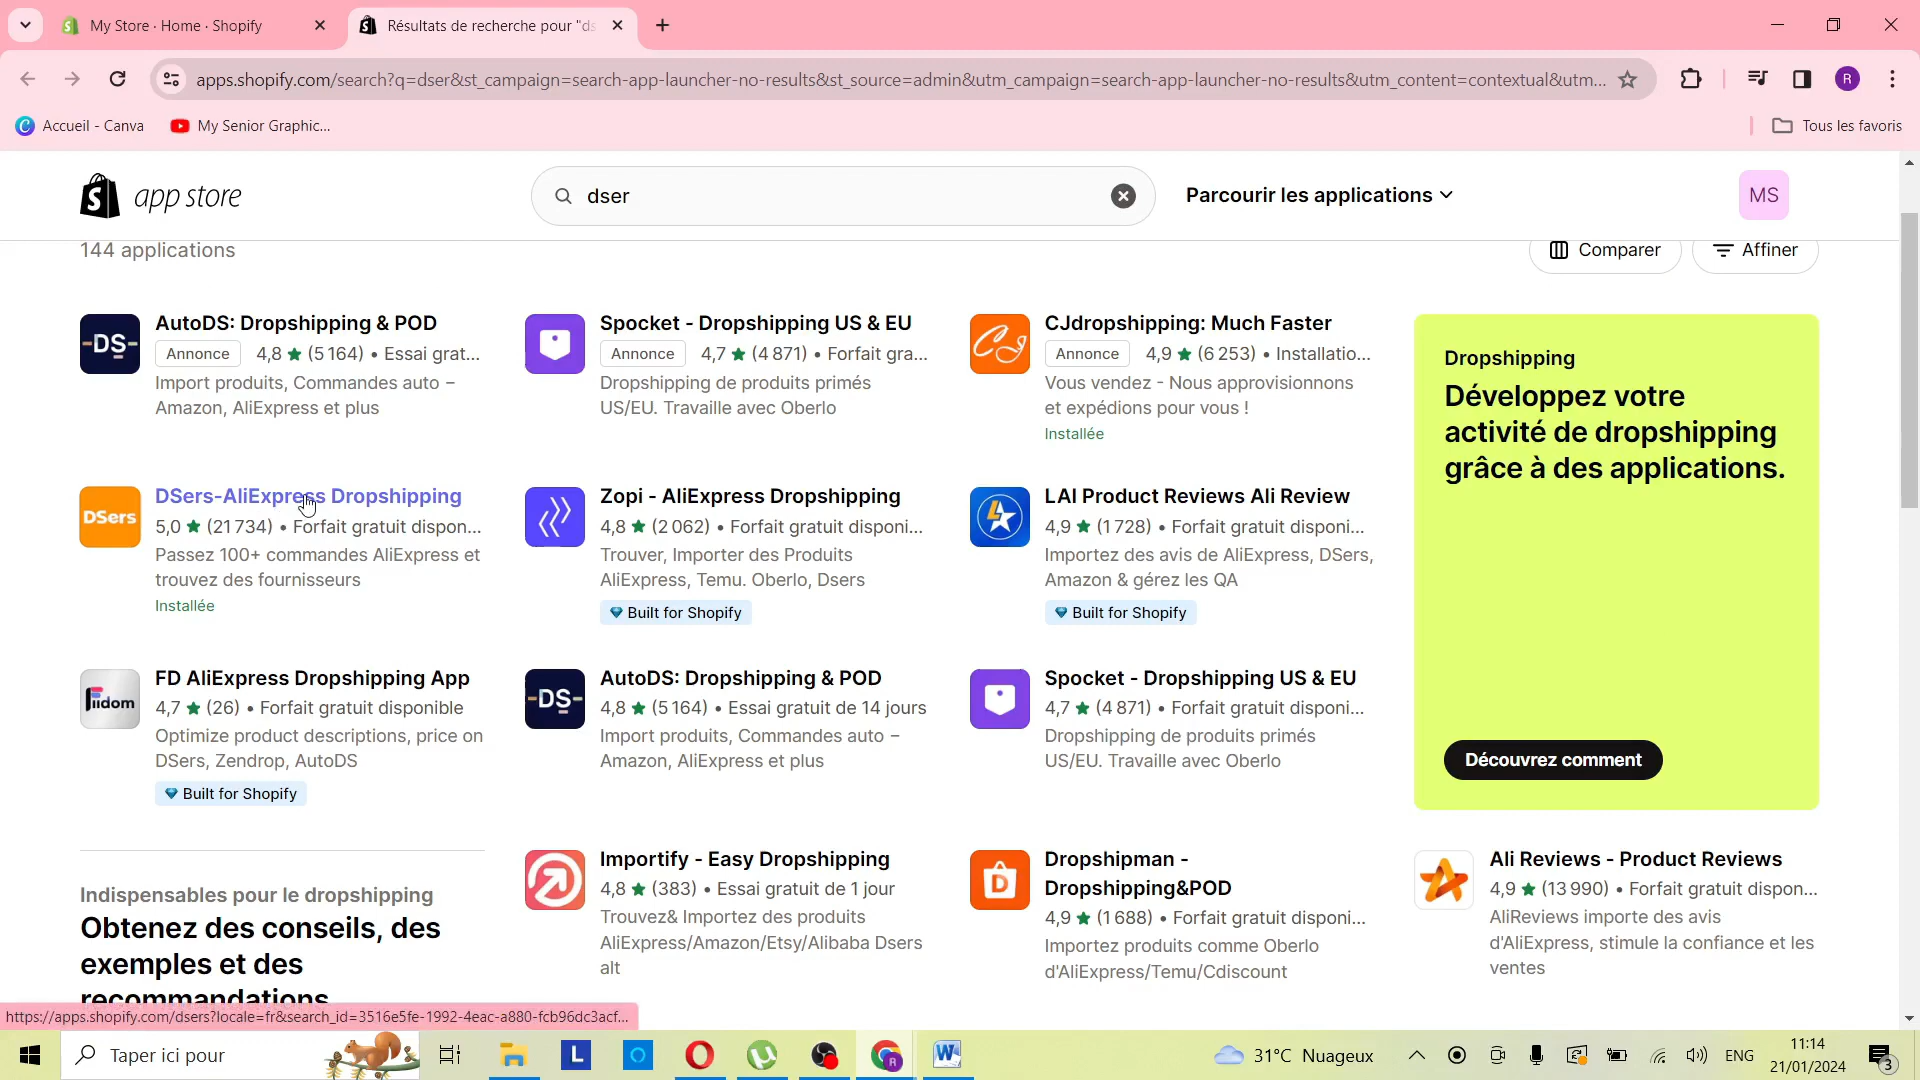 My Store · Home · Shopify
Résultats de recherche pour "ds
apps.shopify.com/search?q=dser&st_campaign=search-app-launcher-no-results&st_source=admin&utm_campaign=search-app-launcher-no-results&utm_content=contextual&utm...
R
Accueil - Canva
My Senior Graphic...
Tous les favoris
app store
dser
Parcourir les applications
MS
144 applications
Comparer
Affiner
-DS-
AutoDS: Dropshipping & POD
Annonce 4,8 ★ (5 164) • Essai grat...
Import produits, Commandes auto –
Amazon, AliExpress et plus
Spocket - Dropshipping US & EU
Annonce 4,7 ★ (4 871) • Forfait gra...
Dropshipping de produits primés
US/EU. Travaille avec Oberlo
CJdropshipping: Much Faster
Annonce 4,9 ★ (6 253) • Installatio...
Vous vendez - Nous approvisionnons
et expédions pour vous !
Installée
Dropshipping
Développez votre
activité de dropshipping
grâce à des applications.
Découvrez comment
DSers
DSers-AliExpress Dropshipping
5,0 ★ (21 734) • Forfait gratuit dispon...
Passez 100+ commandes AliExpress et
trouvez des fournisseurs
Installée
Zopi - AliExpress Dropshipping
4,8 ★ (2 062) • Forfait gratuit disponi...
Trouver, Importer des Produits
AliExpress, Temu. Oberlo, Dsers
Built for Shopify
LAI Product Reviews Ali Review
4,9 ★ (1 728) • Forfait gratuit disponi...
Importez des avis de AliExpress, DSers,
Amazon & gérez les QA
Built for Shopify
Fiidom
FD AliExpress Dropshipping App
4,7 ★ (26) • Forfait gratuit disponible
Optimize product descriptions, price on
DSers, Zendrop, AutoDS
Built for Shopify
-DS-
AutoDS: Dropshipping & POD
4,8 ★ (5 164) • Essai gratuit de 14 jours
Import produits, Commandes auto –
Amazon, AliExpress et plus
Spocket - Dropshipping US & EU
4,7 ★ (4 871) • Forfait gratuit disponi...
Dropshipping de produits primés
US/EU. Travaille avec Oberlo
Indispensables pour le dropshipping
Obtenez des conseils, des
exemples et des
recommandations
Importify - Easy Dropshipping
4,8 ★ (383) • Essai gratuit de 1 jour
Trouvez& Importez des produits
AliExpress/Amazon/Etsy/Alibaba Dsers
alt
D
Dropshipman -
Dropshipping&POD
4,9 ★ (1 688) • Forfait gratuit disponi...
Importez produits comme Oberlo
d'AliExpress/Temu/Cdiscount
Ali Reviews - Product Reviews
4,9 ★ (13 990) • Forfait gratuit dispon...
AliReviews importe des avis
d'AliExpress, stimule la confiance et les
ventes
https://apps.shopify.com/dsers?locale=fr&search_id=3516e5fe-1992-4eac-a880-fcb96dc3acf...
Taper ici pour
31°C Nuageux
ENG
11:14
21/01/2024
3